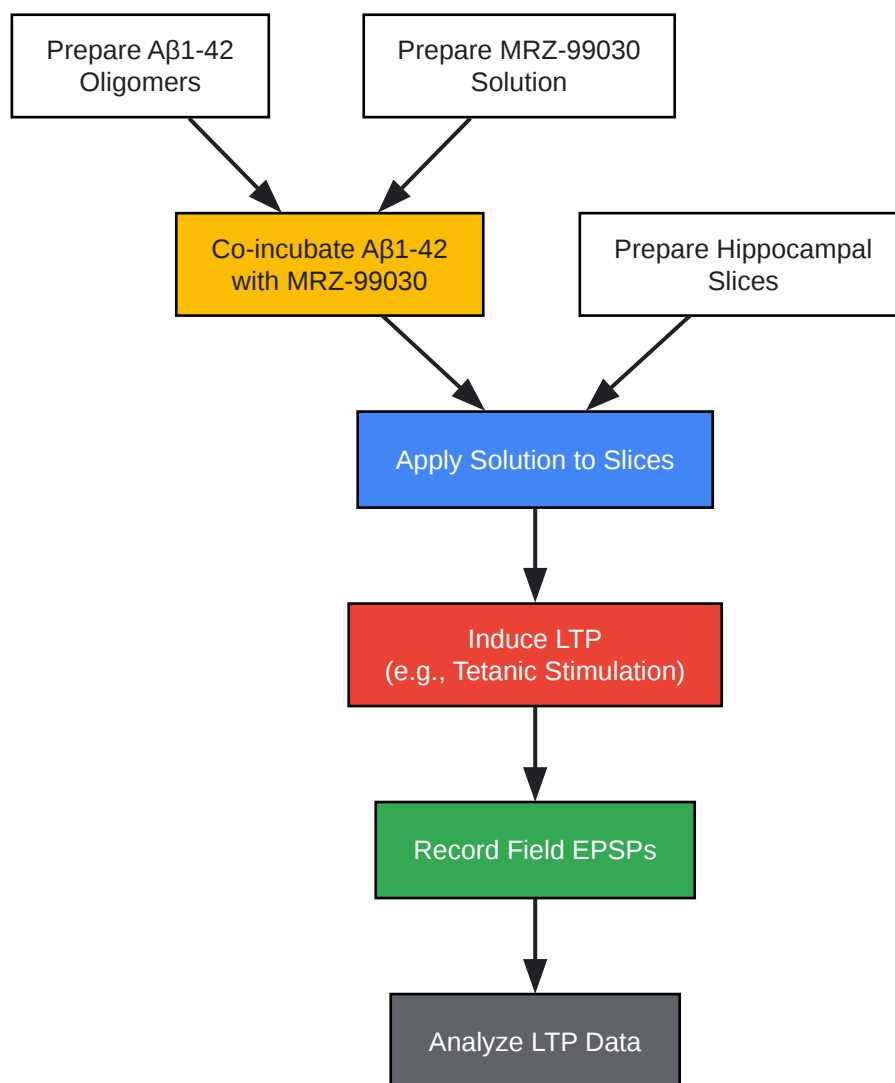 Prepare Aβ1-42
Oligomers
Prepare MRZ-99030
Solution
Co-incubate Aβ1-42
with MRZ-99030
Prepare Hippocampal
Slices
Apply Solution to Slices
Induce LTP
(e.g., Tetanic Stimulation)
Record Field EPSPs
Analyze LTP Data